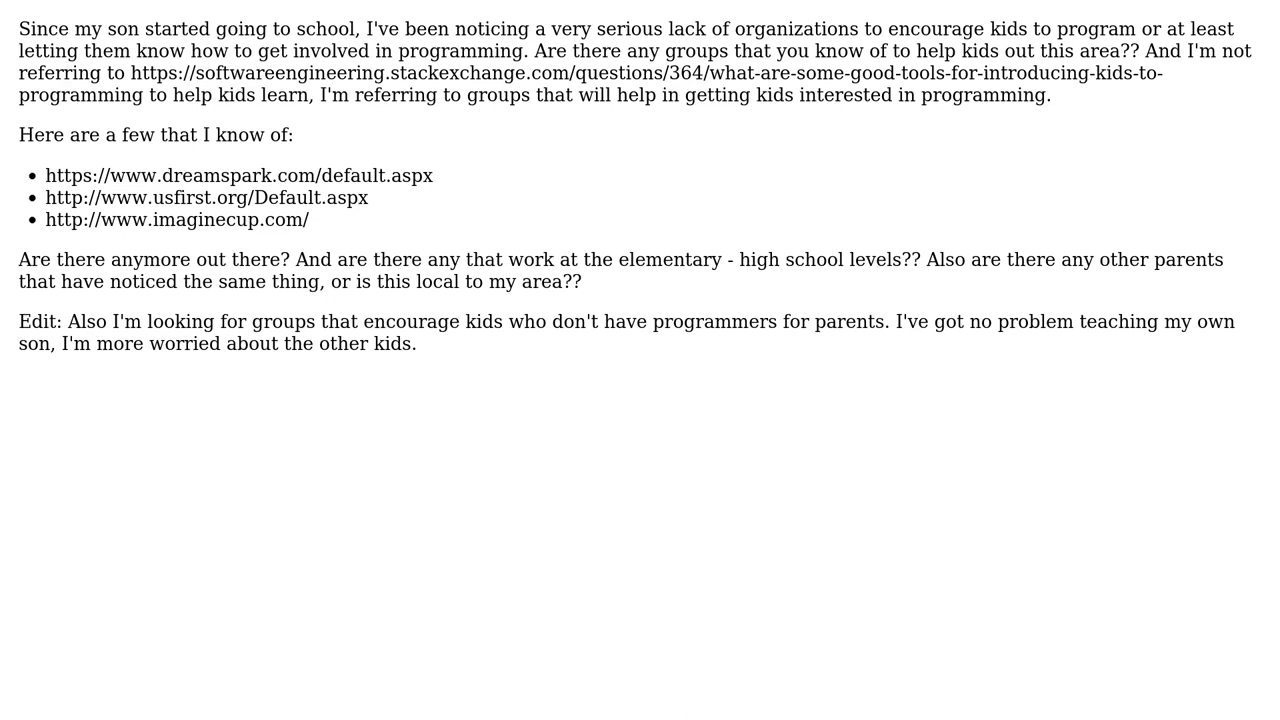 Since my son started going to school, I've been noticing a very serious lack of organizations to encourage kids to program or at least
letting them know how to get involved in programming. Are there any groups that you know of to help kids out this area?? And I'm not
referring to https://softwareengineering.stackexchange.com/questions/364/what-are-some-good-tools-for-introducing-kids-to-
programming to help kids learn, I'm referring to groups that will help in getting kids interested in programming.
Here are a few that I know of:
• https://www.dreamspark.com/default.aspx
• http://www.usfirst.org/Default.aspx
• http://www.imaginecup.com/
Are there anymore out there? And are there any that work at the elementary - high school levels?? Also are there any other parents
that have noticed the same thing, or is this local to my area??
Edit: Also I'm looking for groups that encourage kids who don't have programmers for parents. I've got no problem teaching my own
son, I'm more worried about the other kids.